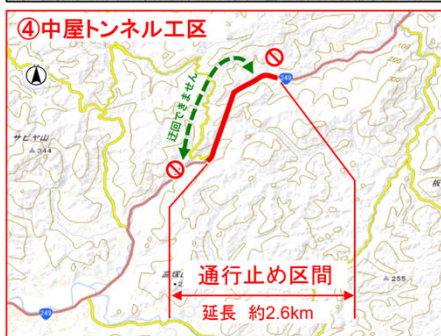 ④中屋トンネル工区
迂回できません
249
サビヤ山
344
通行止め区間
255
延長 約2.6km
249